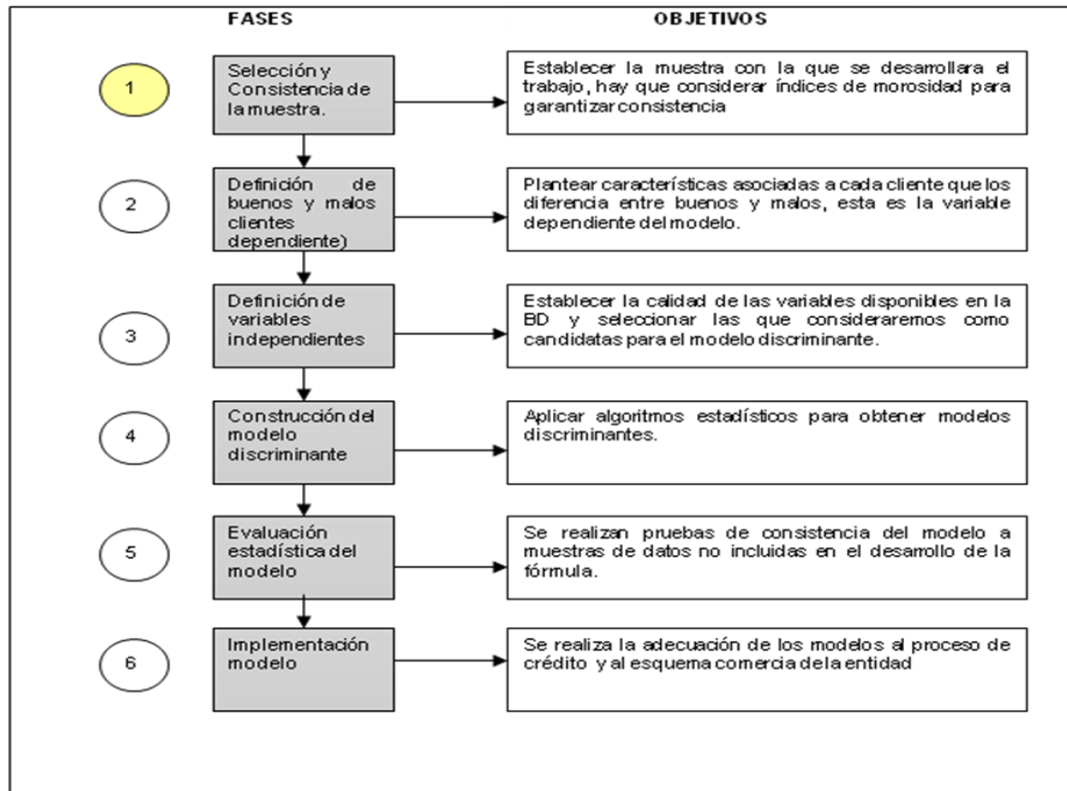 FASES OBJETIVOS
1
Selección y
Consistencia de
la muestra.
Establecer la muestra con la que se desarrollara el
trabajo, hay que considerar índices de morosidad para
garantizar consistencia
2
Definición de
buenos y malos
clientes
dependiente)
Plantear características asociadas a cada cliente que los
diferencia entre buenos y malos, esta es la variable
dependiente del modelo.
3
Definición de
variables
independientes
Establecer la calidad de las variables disponibles en la
BD y seleccionar las que consideraremos como
candidatas para el modelo discriminante.
4
Construcción del
modelo
discriminante
Aplicar algoritmos estadísticos para obtener modelos
discriminantes.
5
Evaluación
estadística del
modelo
Se realizan pruebas de consistencia del modelo a
muestras de datos no incluidas en el desarrollo de la
fórmula.
6
Implementación
modelo
Se realiza la adecuación de los modelos al proceso de
crédito y al esquema comercia de la entidad